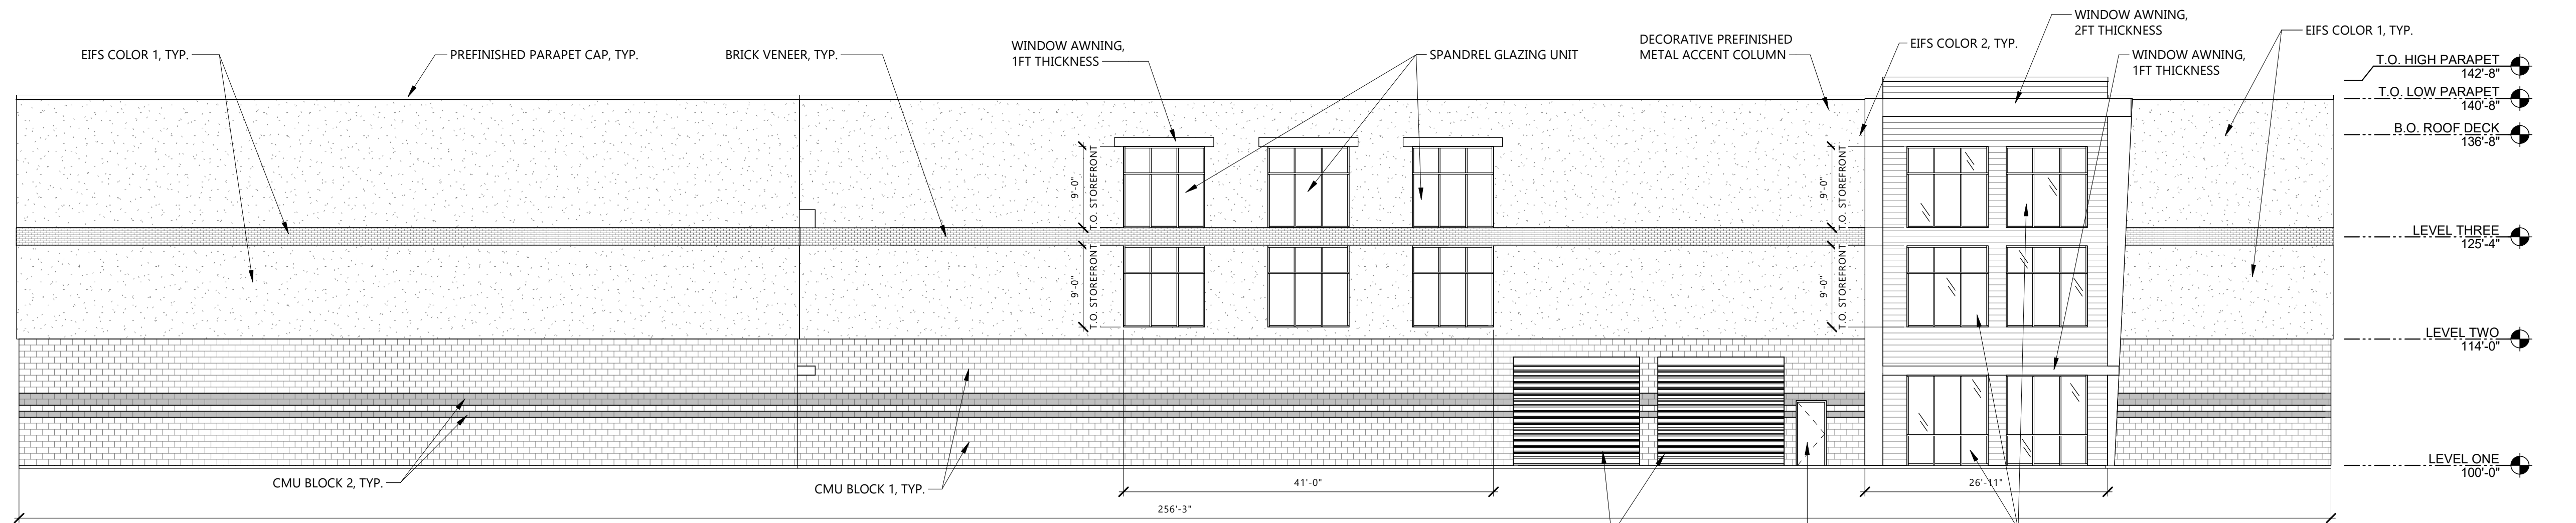 WINDOW AWNING,
2FT THICKNESS
EIFS COLOR 1, TYP.
DECORATIVE PREFINISHED
METAL ACCENT COLUMN
EIFS COLOR 2, TYP.
WINDOW AWNING,
1FT THICKNESS
EIFS COLOR 1, TYP.
PREFINISHED PARAPET CAP, TYP.
BRICK VENEER, TYP.
WINDOW AWNING,
1FT THICKNESS
SPANDREL GLAZING UNIT
T.O. HIGH PARAPET
142'-8"
T.O. LOW PARAPET
140'-8"
B.O. ROOF DECK
136'-8"
9'-0"
T.O. STOREFRONT
9'-0"
T.O. STOREFRONT
LEVEL THREE
125'-4"
9'-0"
T.O. STOREFRONT
9'-0"
T.O. STOREFRONT
LEVEL TWO
114'-0"
LEVEL ONE
100'-0"
CMU BLOCK 2, TYP.
CMU BLOCK 1, TYP.
41'-0"
26'-11"
256'-3"